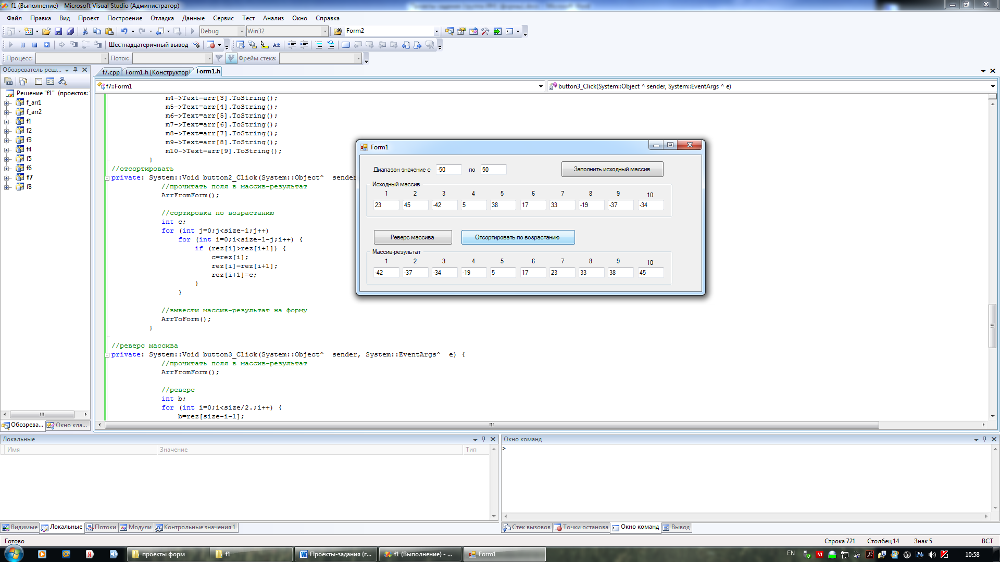 f1 (Выполнение) - Microsoft Visual Studio (Администратор)
Файл Правка Вид Проект Построение Отладка Данные Сервис Тест Анализ Окно Справка
Debug Win32 Form2
Шестнадцатеричный вывод
Процесс: Поток: Фрейм стека:
Обозреватель реш...
f7.cpp Form1.h [Конструктор] Form1.h
f7::Form1 button3_Click(System::Object ^ sender, System::EventArgs ^ e)
Решение "f1" (проектов:
f_arr1
f_arr2
f1
f2
f3
f4
f5
f6
f7
f8
Обозрева... Окно кла...
m4->Text=arr[3].ToString();
m5->Text=arr[4].ToString();
m6->Text=arr[5].ToString();
m7->Text=arr[6].ToString();
m8->Text=arr[7].ToString();
m9->Text=arr[8].ToString();
m10->Text=arr[9].ToString();
}
//отсортировать
private: System::Void button2_Click(System::Object^ sender
//прочитать поля в массив-результат
ArrFromForm();
//сортировка по возрастанию
int c;
for (int j=0;j<size-1;j++)
for (int i=0;i<size-1-j;i++) {
if (rez[i]>rez[i+1]) {
c=rez[i];
rez[i]=rez[i+1];
rez[i+1]=c;
}
}
//вывести массив-результат на форму
ArrToForm();
}
//реверс массива
private: System::Void button3_Click(System::Object^ sender, System::EventArgs^ e) {
//прочитать поля в массив-результат
ArrFromForm();
//реверс
int b;
for (int i=0;i<size/2.;i++) {
b=rez[size-i-1];
Form1
Диапазон значение с -50 по 50 Заполнить исходный массив
Исходный массив
1 2 3 4 5 6 7 8 9 10
23 45 -42 5 38 17 33 -19 -37 -34
Реверс массива Отсортировать по возрастанию
Массив-результат
1 2 3 4 5 6 7 8 9 10
-42 -37 -34 -19 5 17 23 33 38 45
Локальные
Имя Значение Тип
Окно команд
>
Видимые Локальные Потоки Модули Контрольные значения 1
Стек вызовов Точки останова Окно команд Вывод
Готово Строка 721 Столбец 14 Знак 5 ВСТ
проекты форм f1 Проекты-задания (г... f1 (Выполнение) - ... Form1 EN 10:58